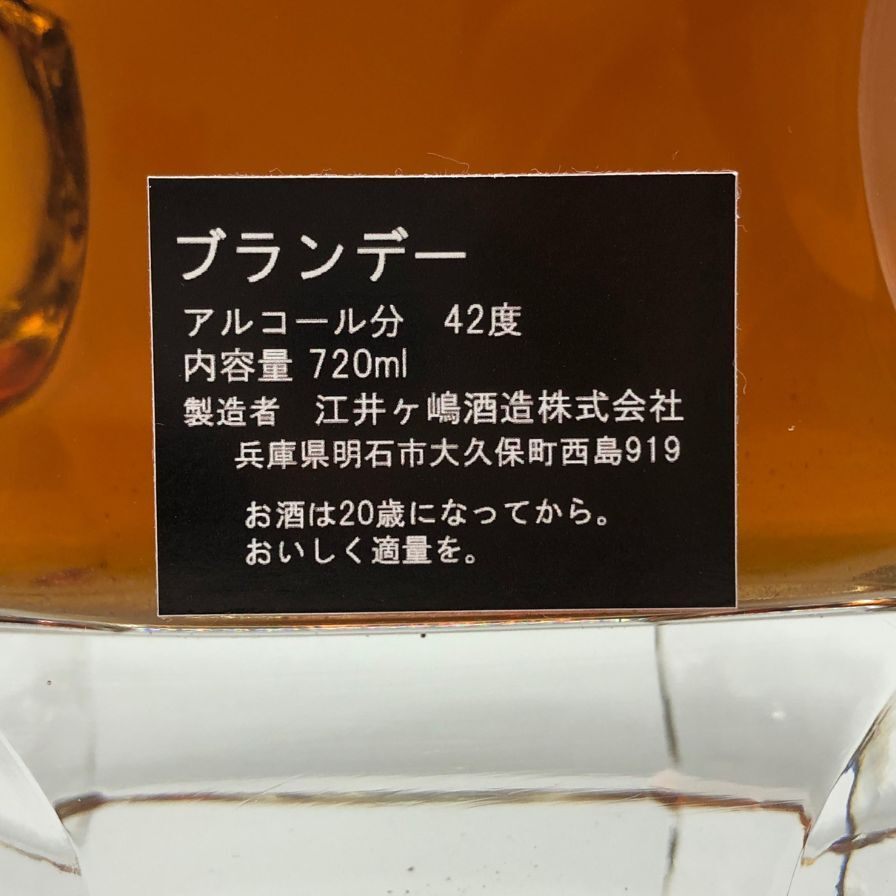 ブランデー
アルコール分　42度
内容量 720ml
製造者　江井ヶ嶋酒造株式会社
兵庫県明石市大久保町西島919
お酒は20歳になってから。
おいしく適量を。